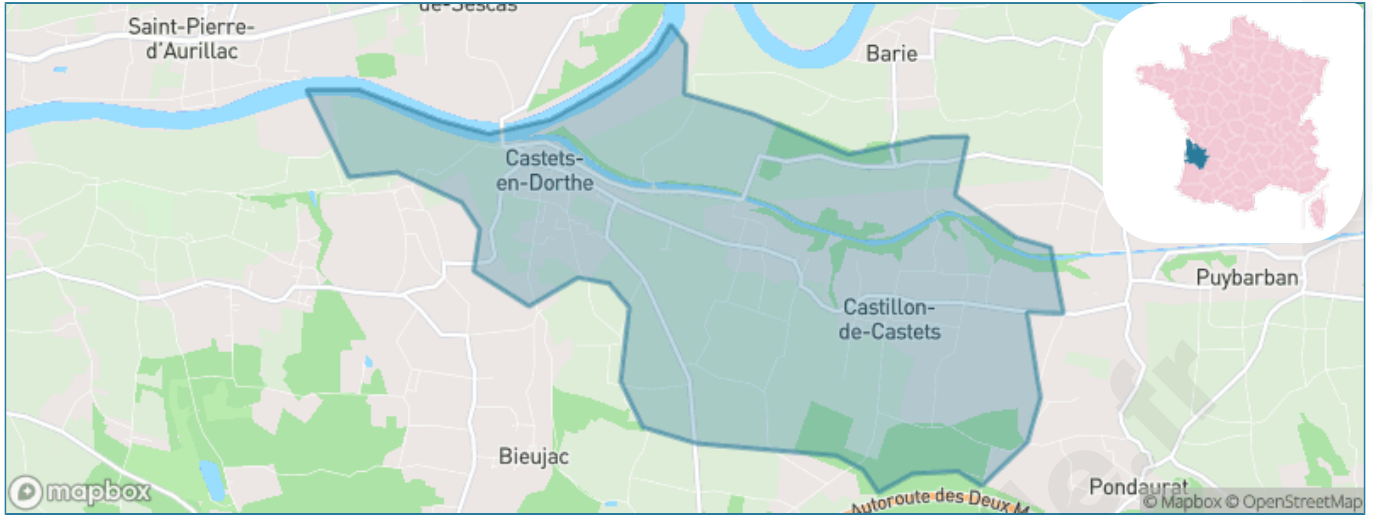 de-Sescas
Saint-Pierre-
d'Aurillac
Barie
Castets-
en-Dorthe
Puybarban
Castillon-
de-Castets
Bieujac
Pondaurat
mapbox
Autoroute des Deux M
© Mapbox © OpenStreetMap